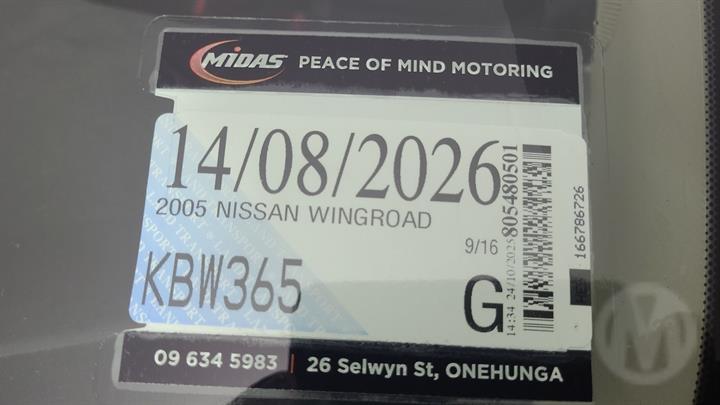 MIDAS PEACE OF MIND MOTORING
14/08/2026
2005 NISSAN WINGROAD
9/16
KBW365
G
805480501
14:34 24/10/2025
166786726
09 634 5983 | 26 Selwyn St, ONEHUNGA